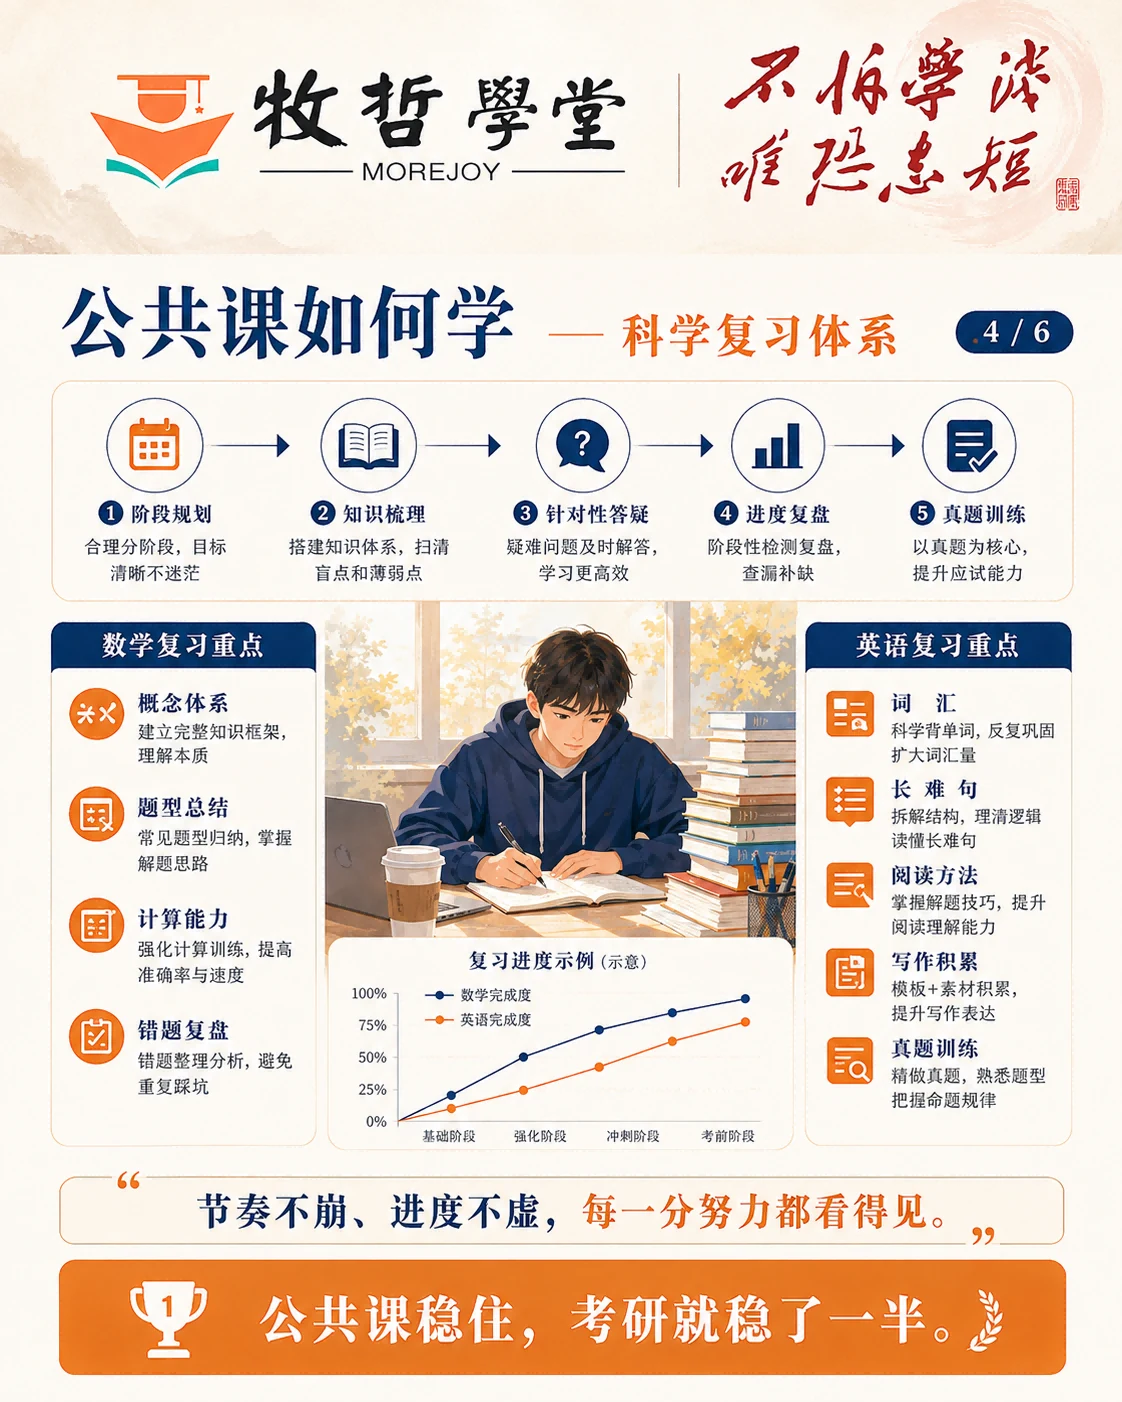 牧哲學堂
MOREJOY
不怕學淺
唯恐志短
公共课如何学
— 科学复习体系
4 / 6
1 阶段规划
合理分阶段，目标
清晰不迷茫
2 知识梳理
搭建知识体系，扫清
盲点和薄弱点
3 针对性答疑
疑难问题及时解答，
学习更高效
4 进度复盘
阶段性检测复盘，
查漏补缺
5 真题训练
以真题为核心，
提升应试能力
数学复习重点
概念体系
建立完整知识框架，
理解本质
题型总结
常见题型归纳，掌握
解题思路
计算能力
强化计算训练，提高
准确率与速度
错题复盘
错题整理分析，避免
重复踩坑
复习进度示例（示意）
数学完成度
英语完成度
100%
75%
50%
25%
0%
基础阶段 强化阶段 冲刺阶段 考前阶段
英语复习重点
词 汇
科学背单词，反复巩固
扩大词汇量
长 难 句
拆解结构，理清逻辑
读懂长难句
阅读方法
掌握解题技巧，提升
阅读理解能力
写作积累
模板+素材积累，
提升写作表达
真题训练
精做真题，熟悉题型
把握命题规律
“节奏不崩、进度不虚，每一分努力都看得见。”
1
公共课稳住，考研就稳了一半。